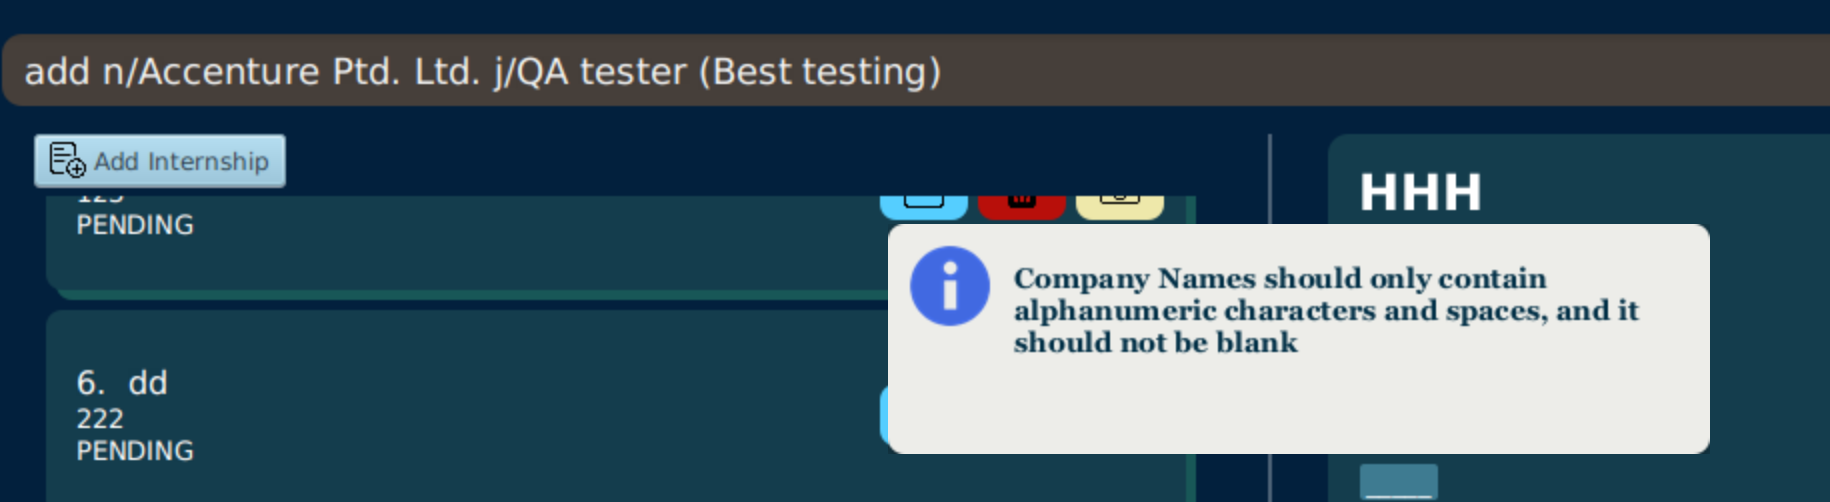 add n/Accenture Ptd. Ltd. j/QA tester (Best testing)
Add Internship
PENDING
HHH
Company Names should only contain
alphanumeric characters and spaces, and it
should not be blank
6. dd
222
PENDING